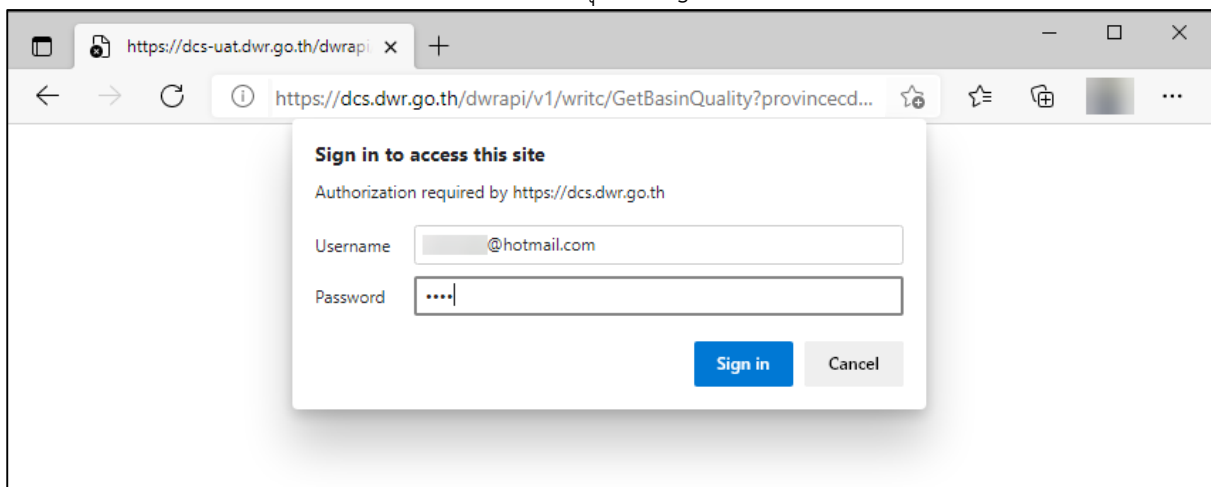 https://dcs-uat.dwr.go.th/dwrapi
https://dcs.dwr.go.th/dwrapi/v1/writc/GetBasinQuality?provincecd...
Sign in to access this site
Authorization required by https://dcs.dwr.go.th
Username @hotmail.com
Password ••••
Sign in Cancel